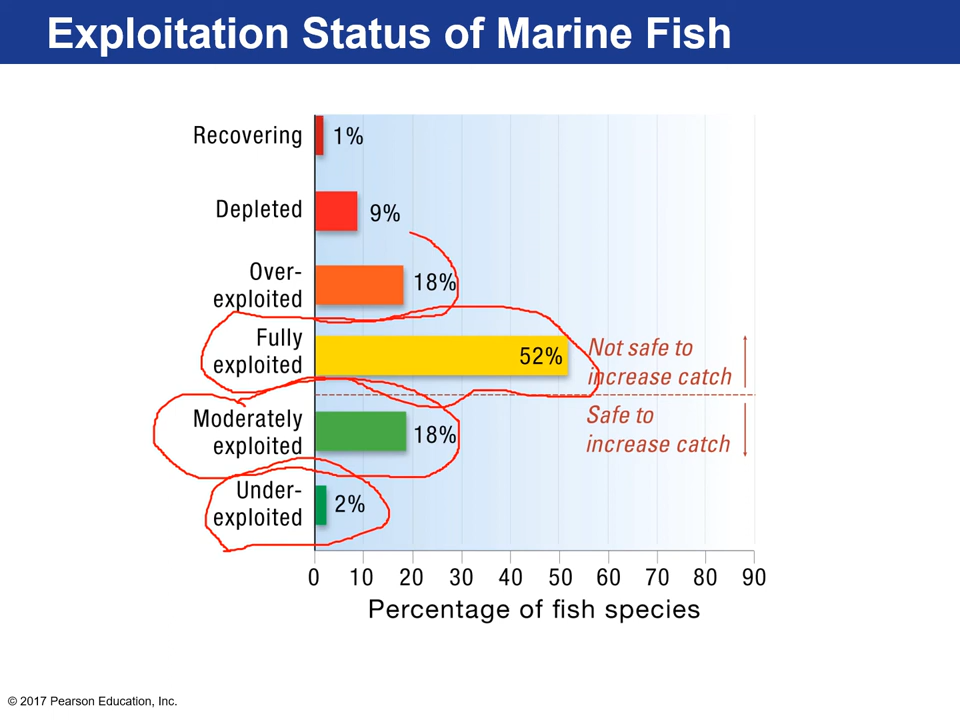 Exploitation Status of Marine Fish
Recovering
1%
Depleted
9%
Over-
exploited
18%
Fully
exploited
52%
Not safe to
increase catch
Moderately
exploited
18%
Safe to
increase catch
Under-
exploited
2%
0 10 20 30 40 50 60 70 80 90
Percentage of fish species
© 2017 Pearson Education, Inc.